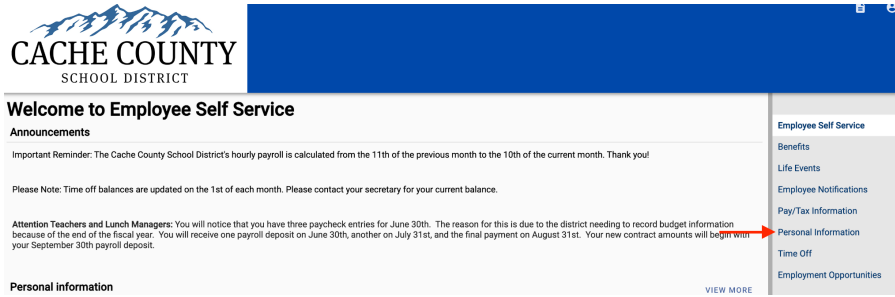 CACHE COUNTY
SCHOOL DISTRICT
Welcome to Employee Self Service
Announcements
Important Reminder: The Cache County School District's hourly payroll is calculated from the 11th of the previous month to the 10th of the current month. Thank you!
Please Note: Time off balances are updated on the 1st of each month. Please contact your secretary for your current balance.
Attention Teachers and Lunch Managers: You will notice that you have three paycheck entries for June 30th. The reason for this is due to the district needing to record budget information
because of the end of the fiscal year. You will receive one payroll deposit on June 30th, another on July 31st, and the final payment on August 31st. Your new contract amounts will begin with
your September 30th payroll deposit.
Personal information
VIEW MORE
Employee Self Service
Benefits
Life Events
Employee Notifications
Pay/Tax Information
Personal Information
Time Off
Employment Opportunities